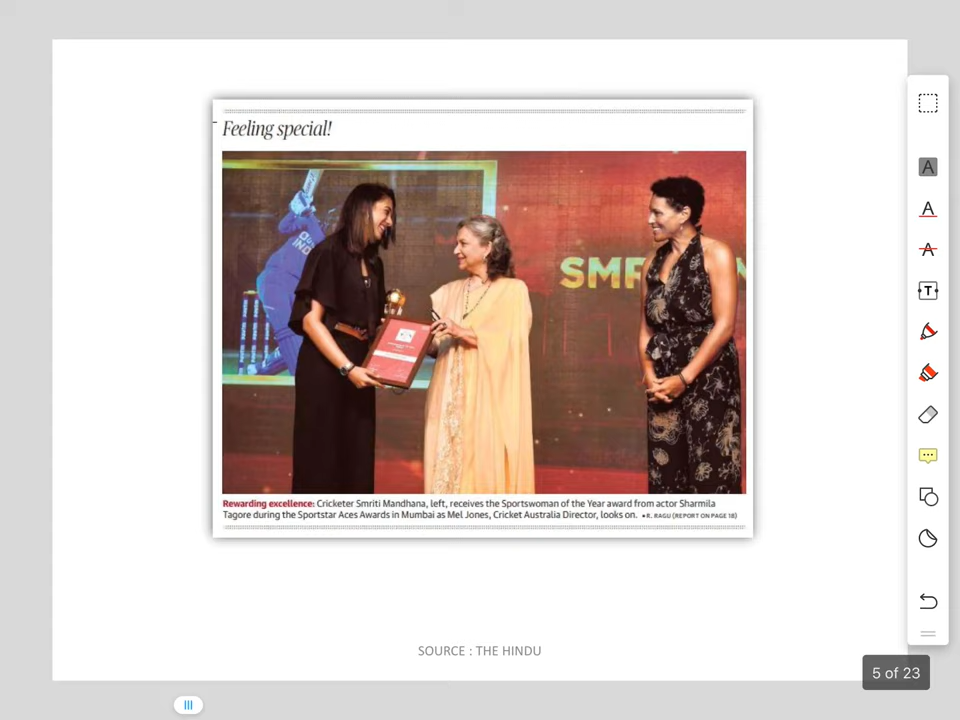 Feeling special!
SMR
Rewarding excellence: Cricketer Smriti Mandhana, left, receives the Sportswoman of the Year award from actor Sharmila
Tagore during the Sportstar Aces Awards in Mumbai as Mel Jones, Cricket Australia Director, looks on. • K. RAGU (REPORT ON PAGE 18)
SOURCE : THE HINDU
A
A
A
T
5 of 23